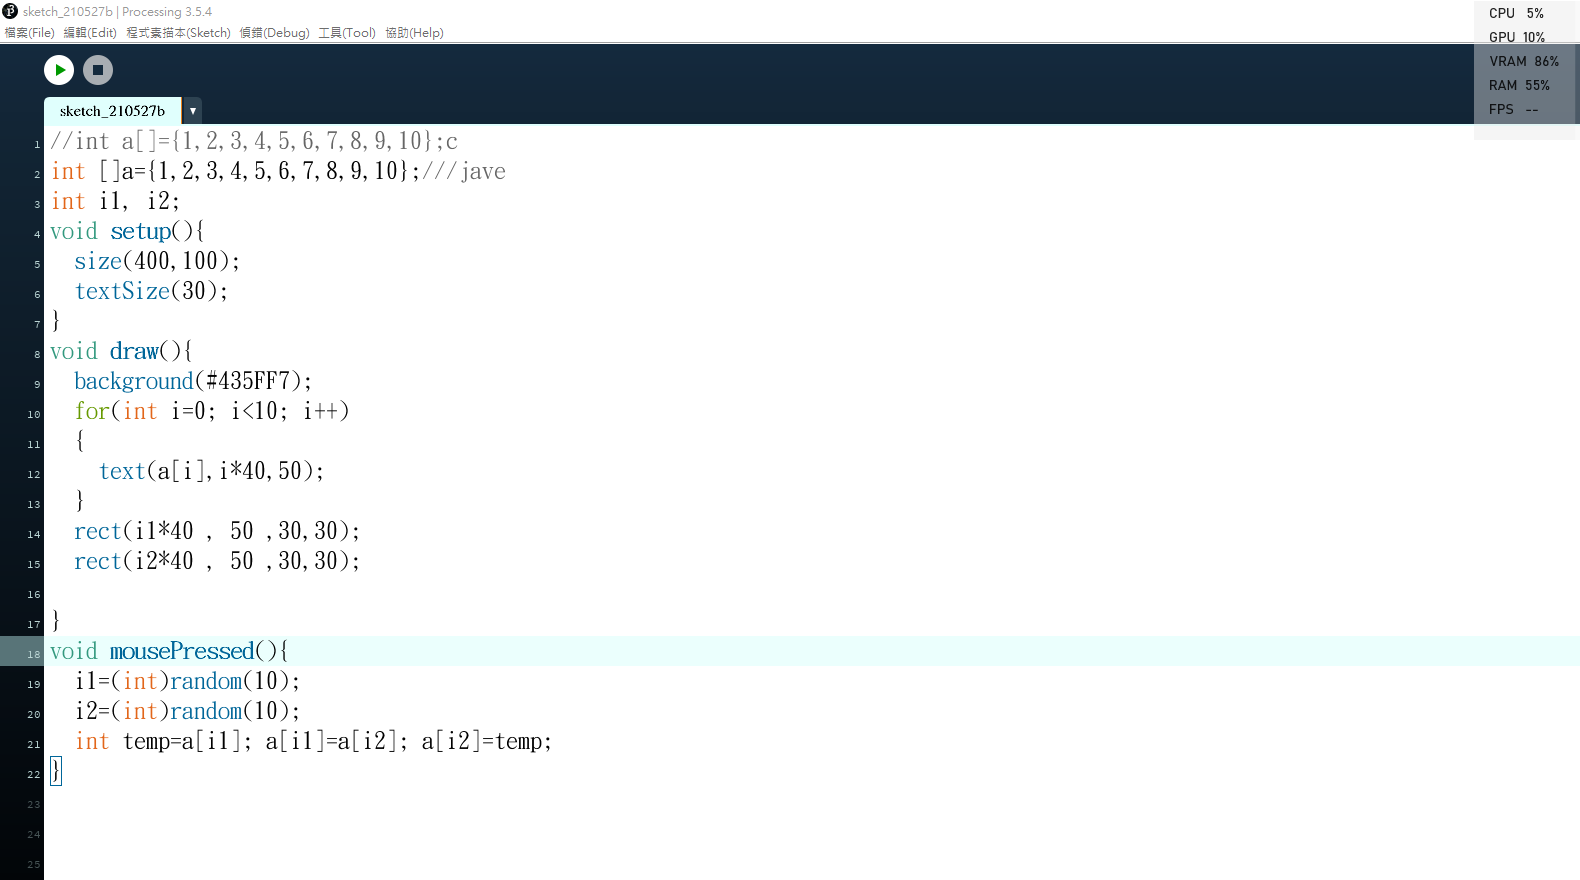 sketch_210527b | Processing 3.5.4
檔案(File) 編輯(Edit) 程式素描本(Sketch) 偵錯(Debug) 工具(Tool) 協助(Help)
CPU 5%
GPU 10%
VRAM 86%
RAM 55%
FPS --
sketch_210527b ▼
1 //int a[]={1,2,3,4,5,6,7,8,9,10};c
2 int []a={1,2,3,4,5,6,7,8,9,10};///jave
3 int i1, i2;
4 void setup(){
5   size(400,100);
6   textSize(30);
7 }
8 void draw(){
9   background(#435FF7);
10   for(int i=0; i<10; i++)
11   {
12     text(a[i],i*40,50);
13   }
14   rect(i1*40 , 50 ,30,30);
15   rect(i2*40 , 50 ,30,30);
16
17 }
18 void mousePressed(){
19   i1=(int)random(10);
20   i2=(int)random(10);
21   int temp=a[i1]; a[i1]=a[i2]; a[i2]=temp;
22 }
23
24
25